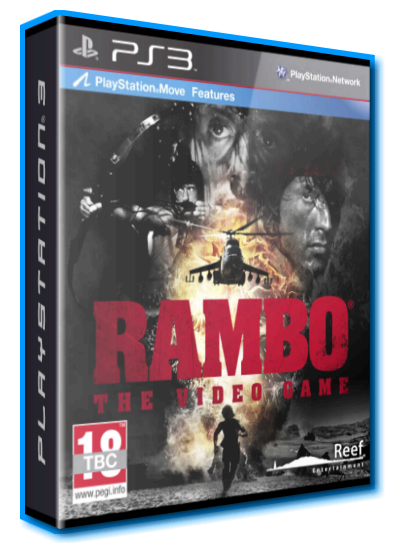 PLAYSTATION®3
PS3
PlayStation®Network
PlayStation®Move Features
RAMBO®
THE VIDEO GAME
18
TBC
www.pegi.info
Reef
Entertainment